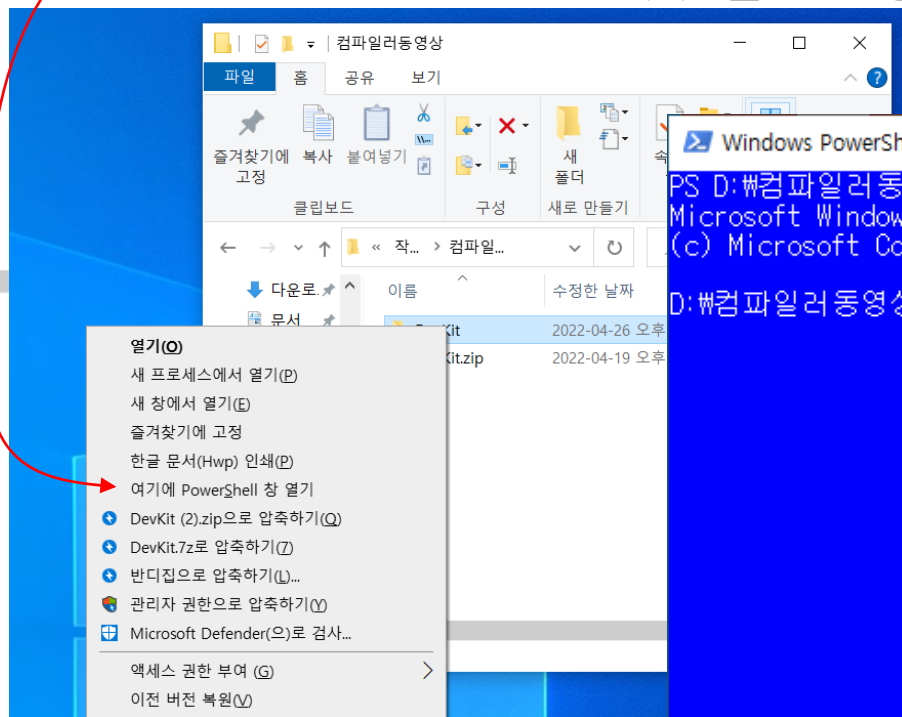 컴파일러동영상
파일 홈 공유 보기
즐겨찾기에 고정
복사
붙여넣기
새 폴더
클립보드
구성
새로 만들기
« 작... > 컴파일...
다운로.
이름
수정한 날짜
문서
Kit 2022-04-26 오후
Kit.zip 2022-04-19 오후
열기(O)
새 프로세스에서 열기(P)
새 창에서 열기(E)
즐겨찾기에 고정
한글 문서(Hwp) 인쇄(P)
여기에 PowerShell 창 열기
DevKit (2).zip으로 압축하기(Q)
DevKit.7z로 압축하기(7)
반디집으로 압축하기(L)...
관리자 권한으로 압축하기(Y)
Microsoft Defender(으)로 검사...
액세스 권한 부여 (G)
이전 버전 복원(V)
Windows PowerSh
PS D:₩컴파일러동
Microsoft Window
(c) Microsoft Co
D:₩컴파일러동영상